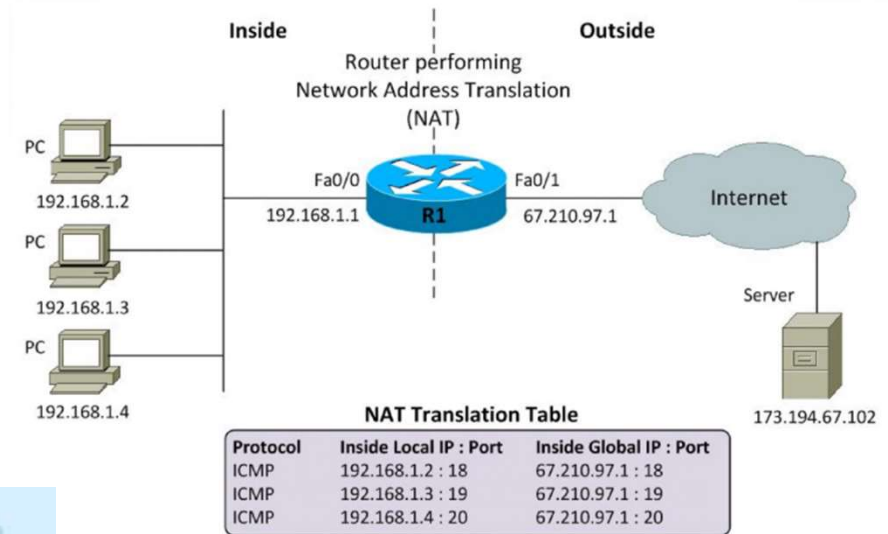 Inside
Outside
Router performing
Network Address Translation
(NAT)
PC
192.168.1.2
PC
192.168.1.3
PC
192.168.1.4
Fa0/0
192.168.1.1
R1
Fa0/1
67.210.97.1
Internet
Server
173.194.67.102
NAT Translation Table
Protocol Inside Local IP : Port Inside Global IP : Port
ICMP 192.168.1.2 : 18 67.210.97.1 : 18
ICMP 192.168.1.3 : 19 67.210.97.1 : 19
ICMP 192.168.1.4 : 20 67.210.97.1 : 20